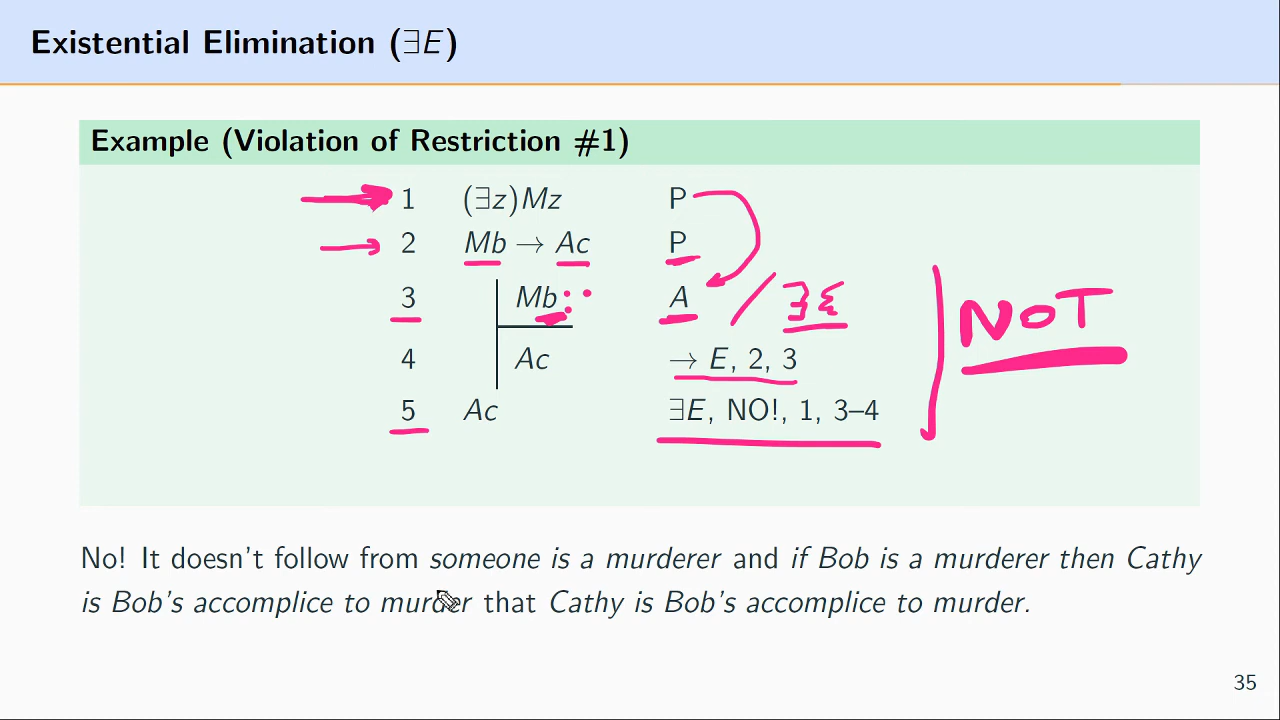 Existential Elimination (∃E)
Example (Violation of Restriction #1)
1 (∃z)Mz P
2 Mb → Ac P
3 Mb A / ∃E
NOT
4 Ac → E, 2, 3
5 Ac ∃E, NO!, 1, 3–4
No! It doesn't follow from someone is a murderer and if Bob is a murderer then Cathy
is Bob's accomplice to murder that Cathy is Bob's accomplice to murder.
35